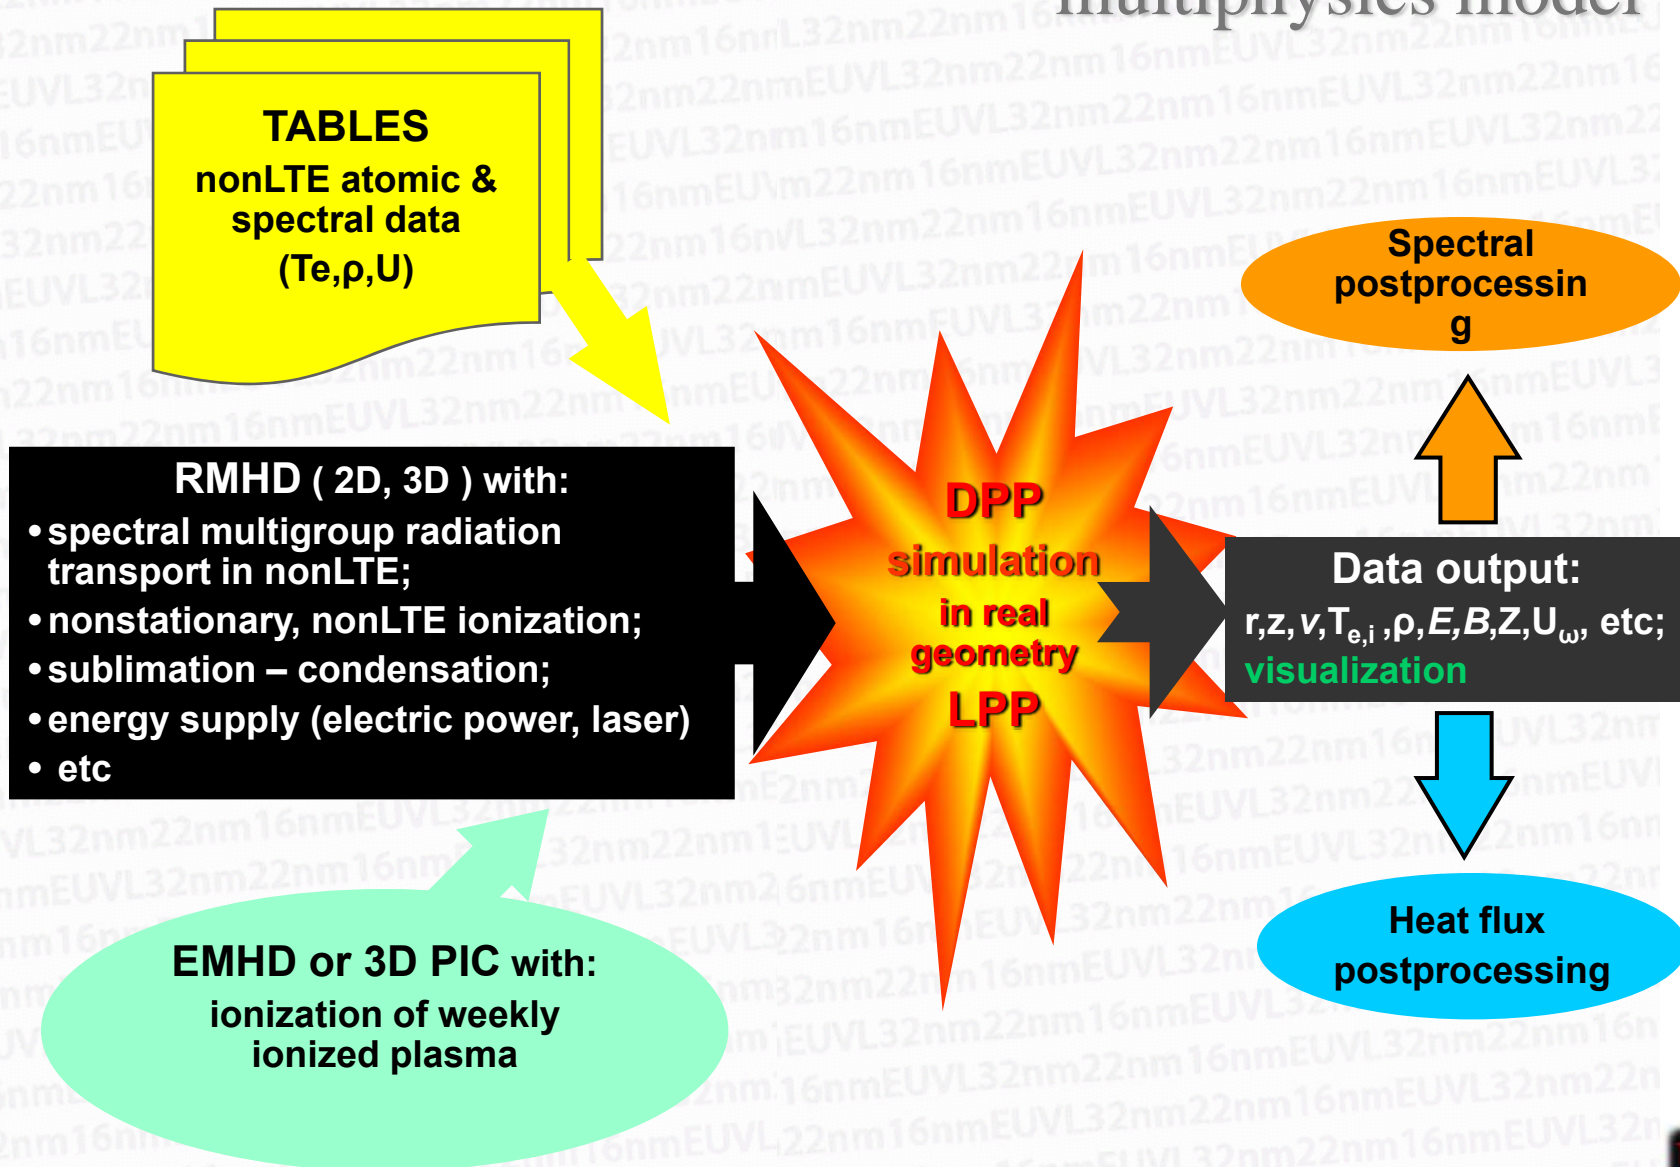 multiphysics model
TABLES
nonLTE atomic &
spectral data
(Te,ρ,U)
Spectral
postprocessin
g
RMHD ( 2D, 3D ) with:
• spectral multigroup radiation
transport in nonLTE;
• nonstationary, nonLTE ionization;
• sublimation – condensation;
• energy supply (electric power, laser)
• etc
DPP
simulation
in real
geometry
LPP
Data output:
r,z,v,Te,i ,ρ,E,B,Z,Uω, etc;
visualization
Heat flux
postprocessing
EMHD or 3D PIC with:
ionization of weekly
ionized plasma